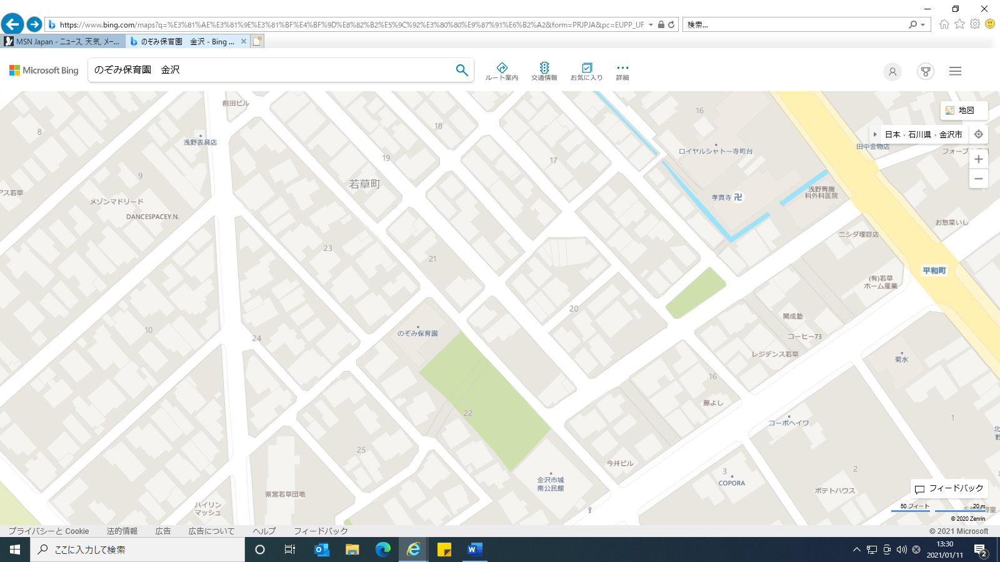 https://www.bing.com/maps?q=%E3%81%AE%E3%81%9E%E3%81%BF%E4%BF%9D%E8%82%B2%E5%9C%92%E3%80%80%E9%87%91%E6%B2%A2&form=PRJPJA&pc=EUPP_UF
検索...
MSN Japan - ニュース, 天気, メー...
のぞみ保育園　金沢 - Bing ...
Microsoft Bing
のぞみ保育園　金沢
ルート案内
交通情報
お気に入り
詳細
地図
日本・石川県・金沢市
前田ビル
8
浅野表具店
18
19
17
16
ロイヤルシャトー寺町台
田中金物店
9
若草町
アス若草
メゾンマドリード
DANCESPACEY.N.
孝真寺
浅野胃腸
科外科医院
お惣菜いし
ニシダ理容店
23
21
平和町
(有)若草
ホーム産業
20
開成塾
10
24
のぞみ保育園
コーヒー73
レジデンス若草
菊水
16
藤よし
22
コーポヘイワ
1
25
今井ビル
金沢市城
南公民館
3
COPORA
2
ポテトハウス
県営若草団地
ハイリン
マッシュ
フィードバック
50 フィート
20 m
© 2020 Zenrin
プライバシーと Cookie
法的情報
広告
広告について
ヘルプ
フィードバック
© 2021 Microsoft
ここに入力して検索
13:30
2021/01/11
2